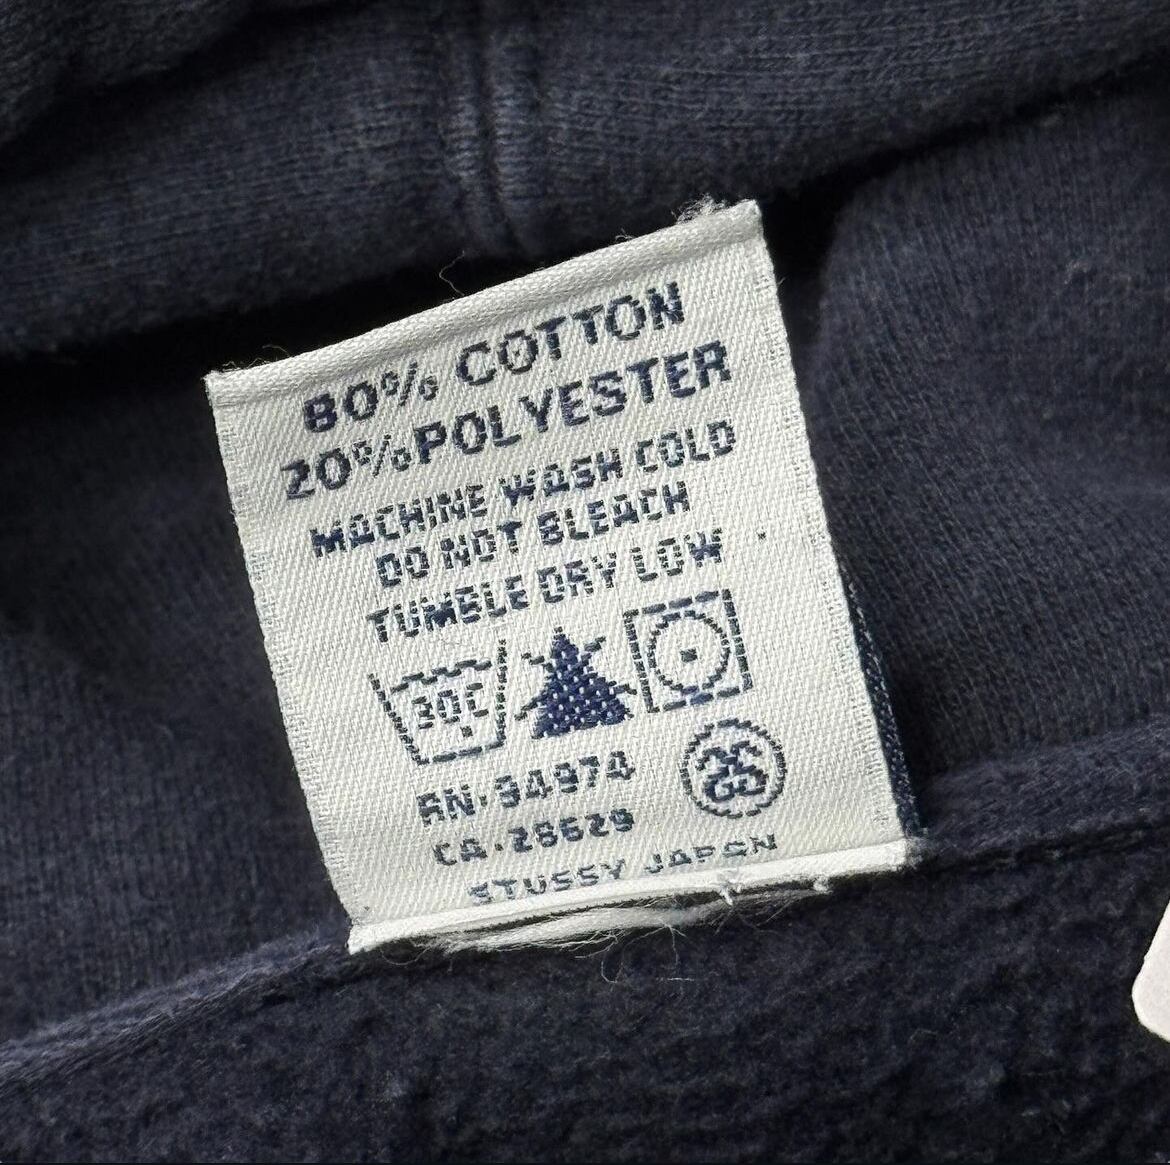 80% COTTON
20% POLYESTER
MACHINE WASH COLD
DO NOT BLEACH
TUMBLE DRY LOW
30C
RN·94974
CA·28629
STUSSY JAPAN